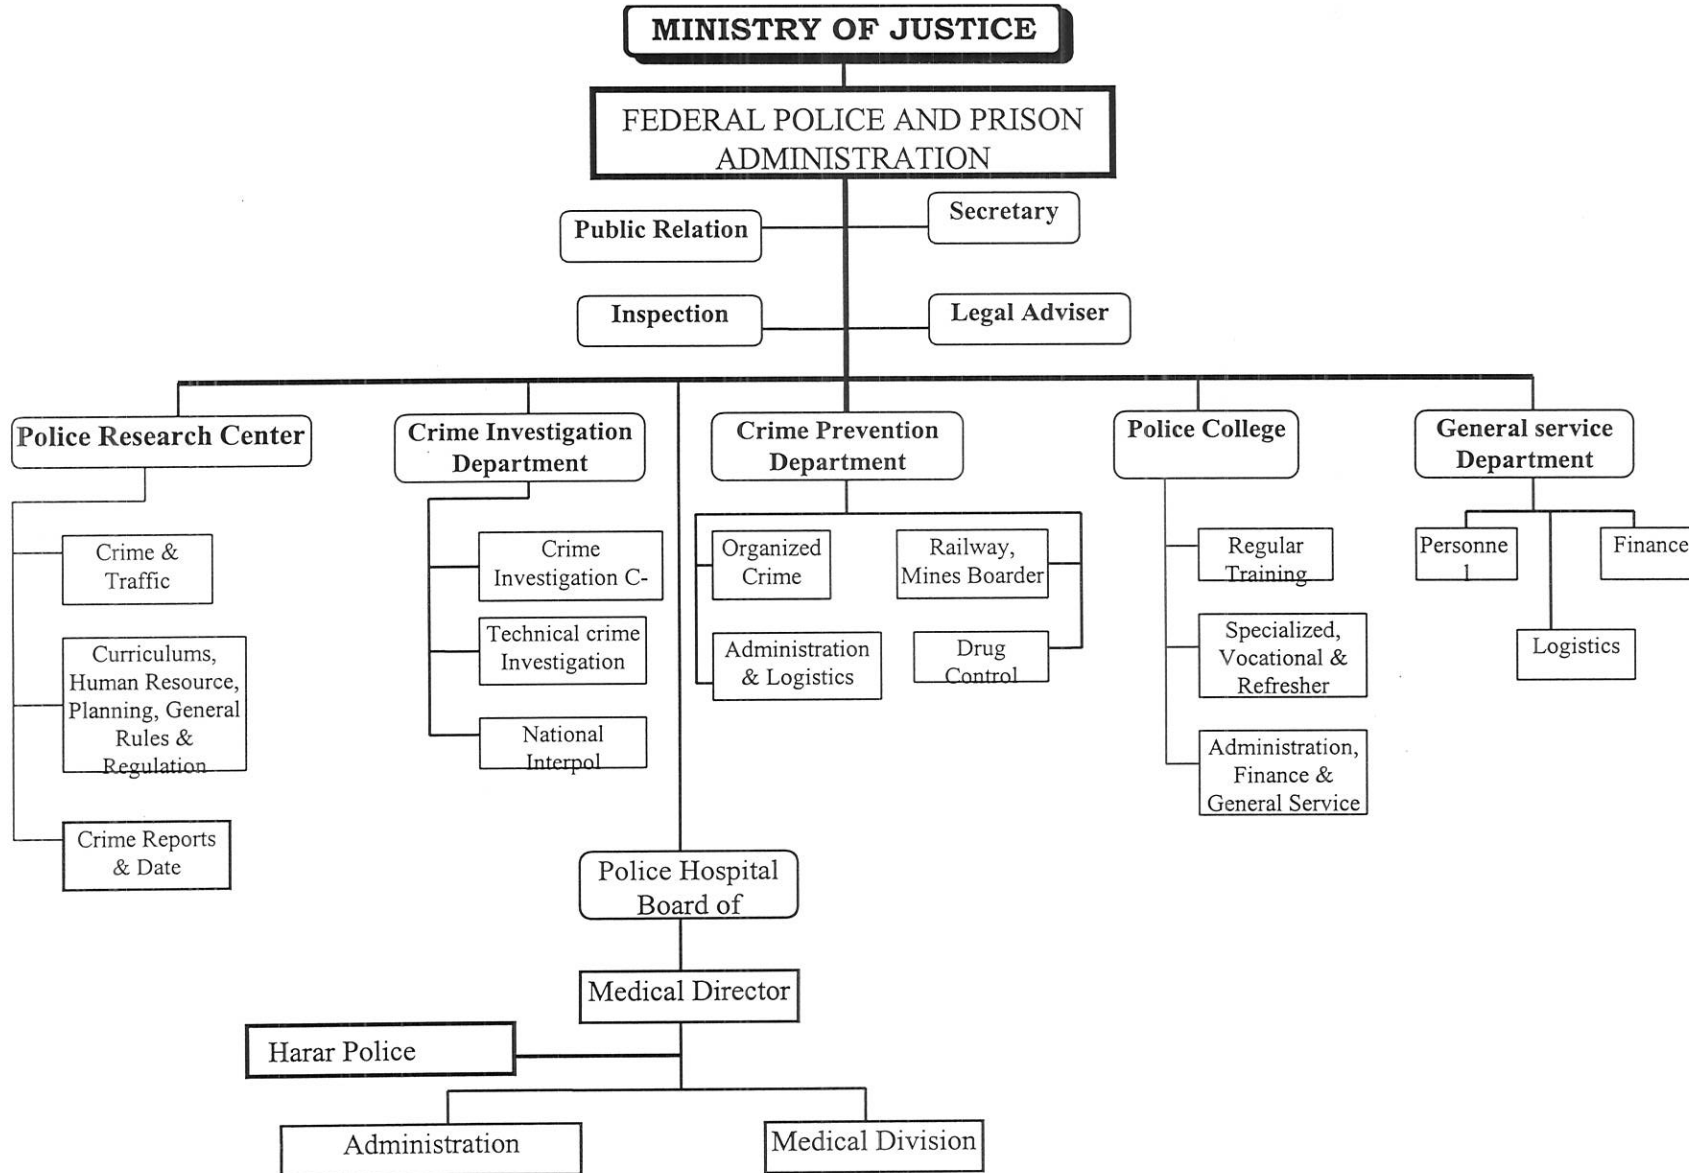 MINISTRY OF JUSTICE
FEDERAL POLICE AND PRISON
ADMINISTRATION
Public Relation
Secretary
Inspection
Legal Adviser
Police Research Center
Crime Investigation
Department
Crime Prevention
Department
Police College
General service
Department
Crime &
Traffic
Curriculums,
Human Resource,
Planning, General
Rules &
Regulation
Crime Reports
& Date
Crime
Investigation C-
Technical crime
Investigation
National
Interpol
Organized
Crime
Railway,
Mines Boarder
Administration
& Logistics
Drug
Control
Regular
Training
Specialized,
Vocational &
Refresher
Administration,
Finance &
General Service
Personne
l
Finance
Logistics
Police Hospital
Board of
Medical Director
Harar Police
Administration
Medical Division